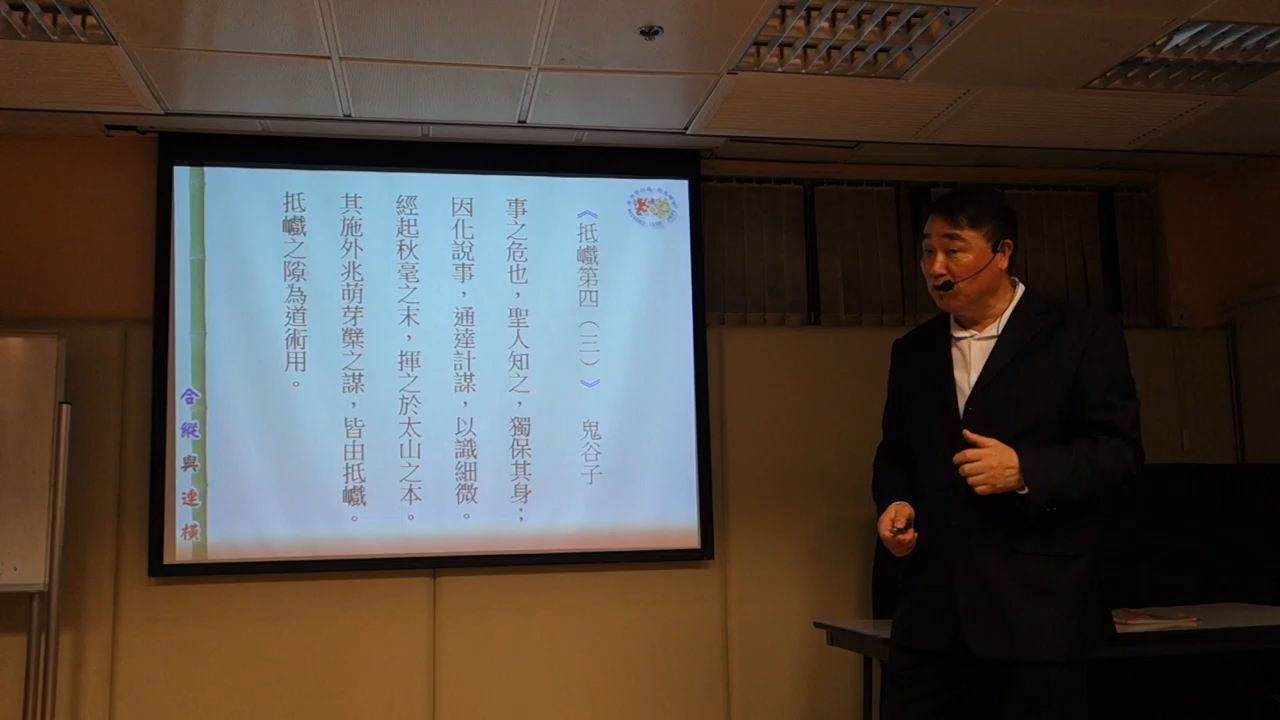 《抵巇第四（三）》 鬼谷子
事之危也，聖人知之，獨保其身；
因化說事，通達計謀，以識細微。
經起秋毫之末，揮之於太山之本。
其施外兆萌芽櫱之謀，皆由抵巇。
抵巇之隙為道術用。
合縱與連橫